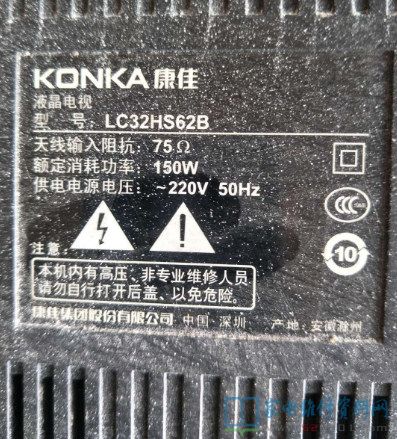 KONKA 康佳
液晶电视
型 号: LC32HS62B
天线输入阻抗: 75Ω
额定消耗功率: 150W
供电电源电压: ~220V 50Hz
CCC
10
注意:
本机内有高压、非专业维修人员
请勿自行打开后盖、以免危险。
康佳集团股份有限公司 中国·深圳 产地: 安徽滁州